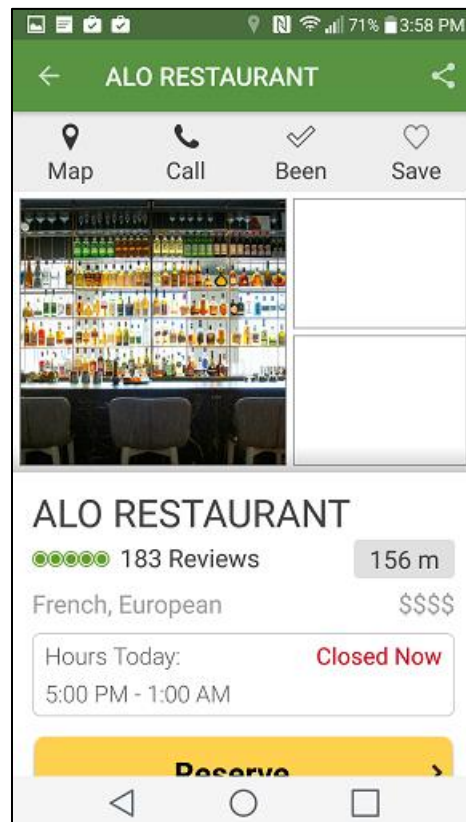 71% 3:58 PM
ALO RESTAURANT
Map Call Been Save
ALO RESTAURANT
183 Reviews 156 m
French, European $$$$
Hours Today: Closed Now
5:00 PM - 1:00 AM
Reserve